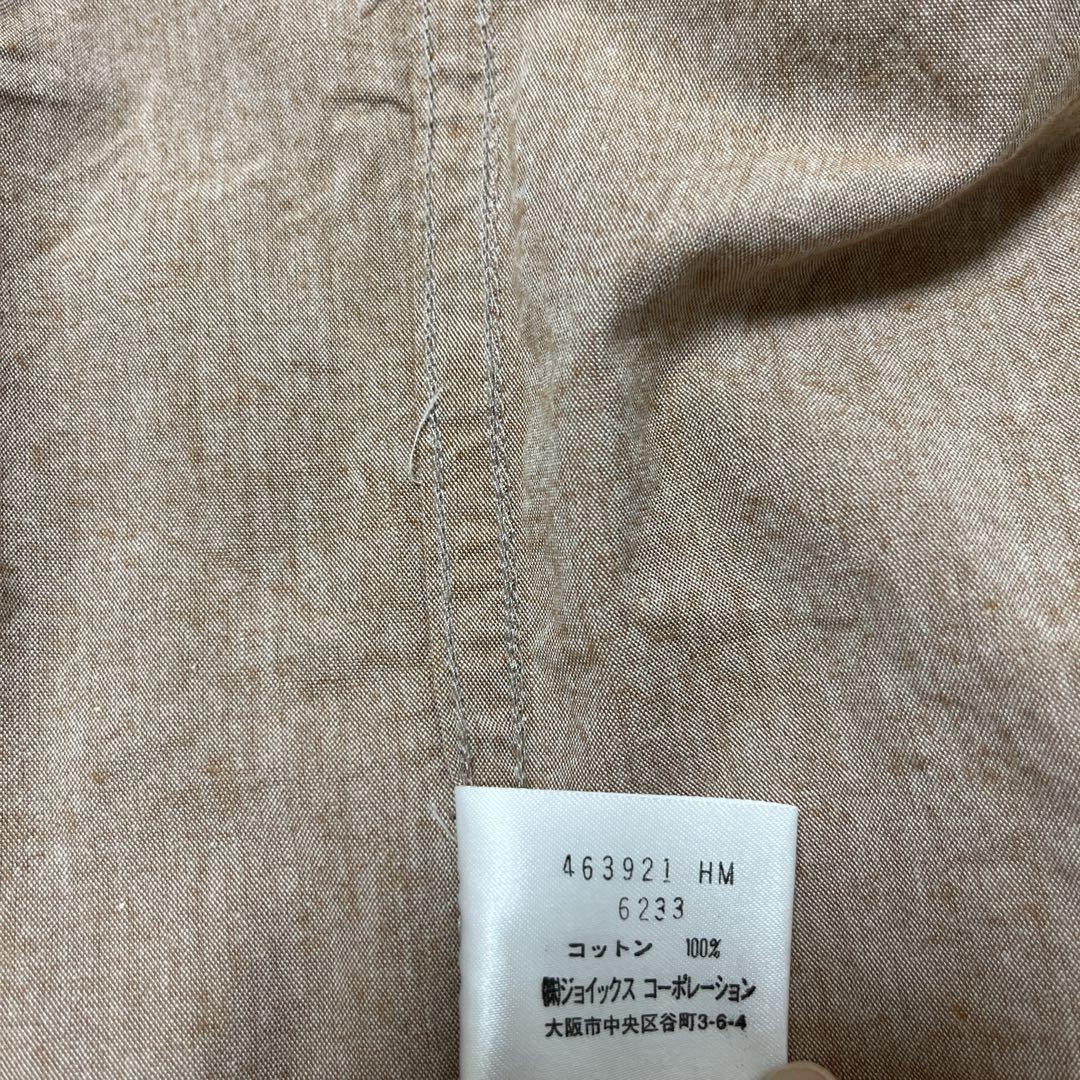 463921 HM
6233
コットン 100%
㈱ジョイックス コーポレーション
大阪市中央区谷町3-6-4